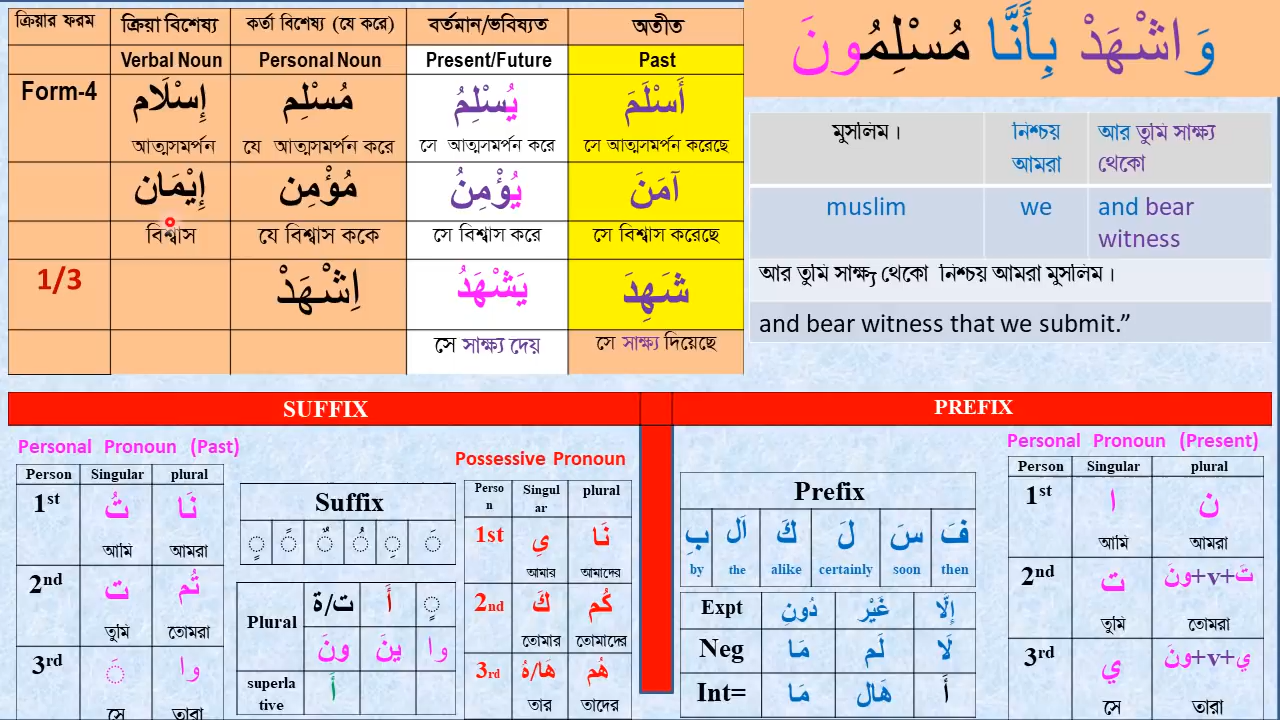 ক্রিয়ার ফরম ক্রিয়া বিশেষ্য কর্তা বিশেষ্য (যে করে) বর্তমান/ভবিষ্যত অতীত
Verbal Noun Personal Noun Present/Future Past
Form-4 إِسْلَام مُسْلِم يُسْلِمُ أَسْلَمَ
আত্মসমর্পন যে আত্মসমর্পন করে সে আত্মসমর্পন করে সে আত্মসমর্পন করেছে
إِيْمَان مُؤْمِن يُؤْمِنُ آمَنَ
বিশ্বাস যে বিশ্বাস ককে সে বিশ্বাস করে সে বিশ্বাস করেছে
1/3 اِشْهَدْ يَشْهَدُ شَهِدَ
সে সাক্ষ্য দেয় সে সাক্ষ্য দিয়েছে
وَاشْهَدْ بِأَنَّا مُسْلِمُونَ
মুসলিম। নিশ্চয় আমরা আর তুমি সাক্ষ্য থেকো
muslim we and bear witness
আর তুমি সাক্ষ্য থেকো নিশ্চয় আমরা মুসলিম।
and bear witness that we submit.”
SUFFIX
Personal Pronoun (Past)
Person Singular plural
1st تُ نَا
আমি আমরা
2nd ت تُم
তুমি তোমরা
3rd َ وا
সে তারা
Suffix
َ ِ ُ ٌ ً ٍ
Plural ت/ة أَ ٍ
ونَ ينَ وا
superlative أَ
Possessive Pronoun
Person Singular plural
1st ي نَا
আমার আমাদের
2nd كَ كُم
তোমার তোমাদের
3rd هَا/هُ هُم
তার তাদের
PREFIX
Prefix
بِ اَل كَ لَ سَ فَ
by the alike certainly soon then
Expt دُونِ غَيْر إِلَّا
Neg مَا لَم لَا
Int= مَا هَال أَ
Personal Pronoun (Present)
Person Singular plural
1st ا ن
আমি আমরা
2nd ت تَ+v+ونَ
তুমি তোমরা
3rd ي ي+v+ونَ
সে তারা